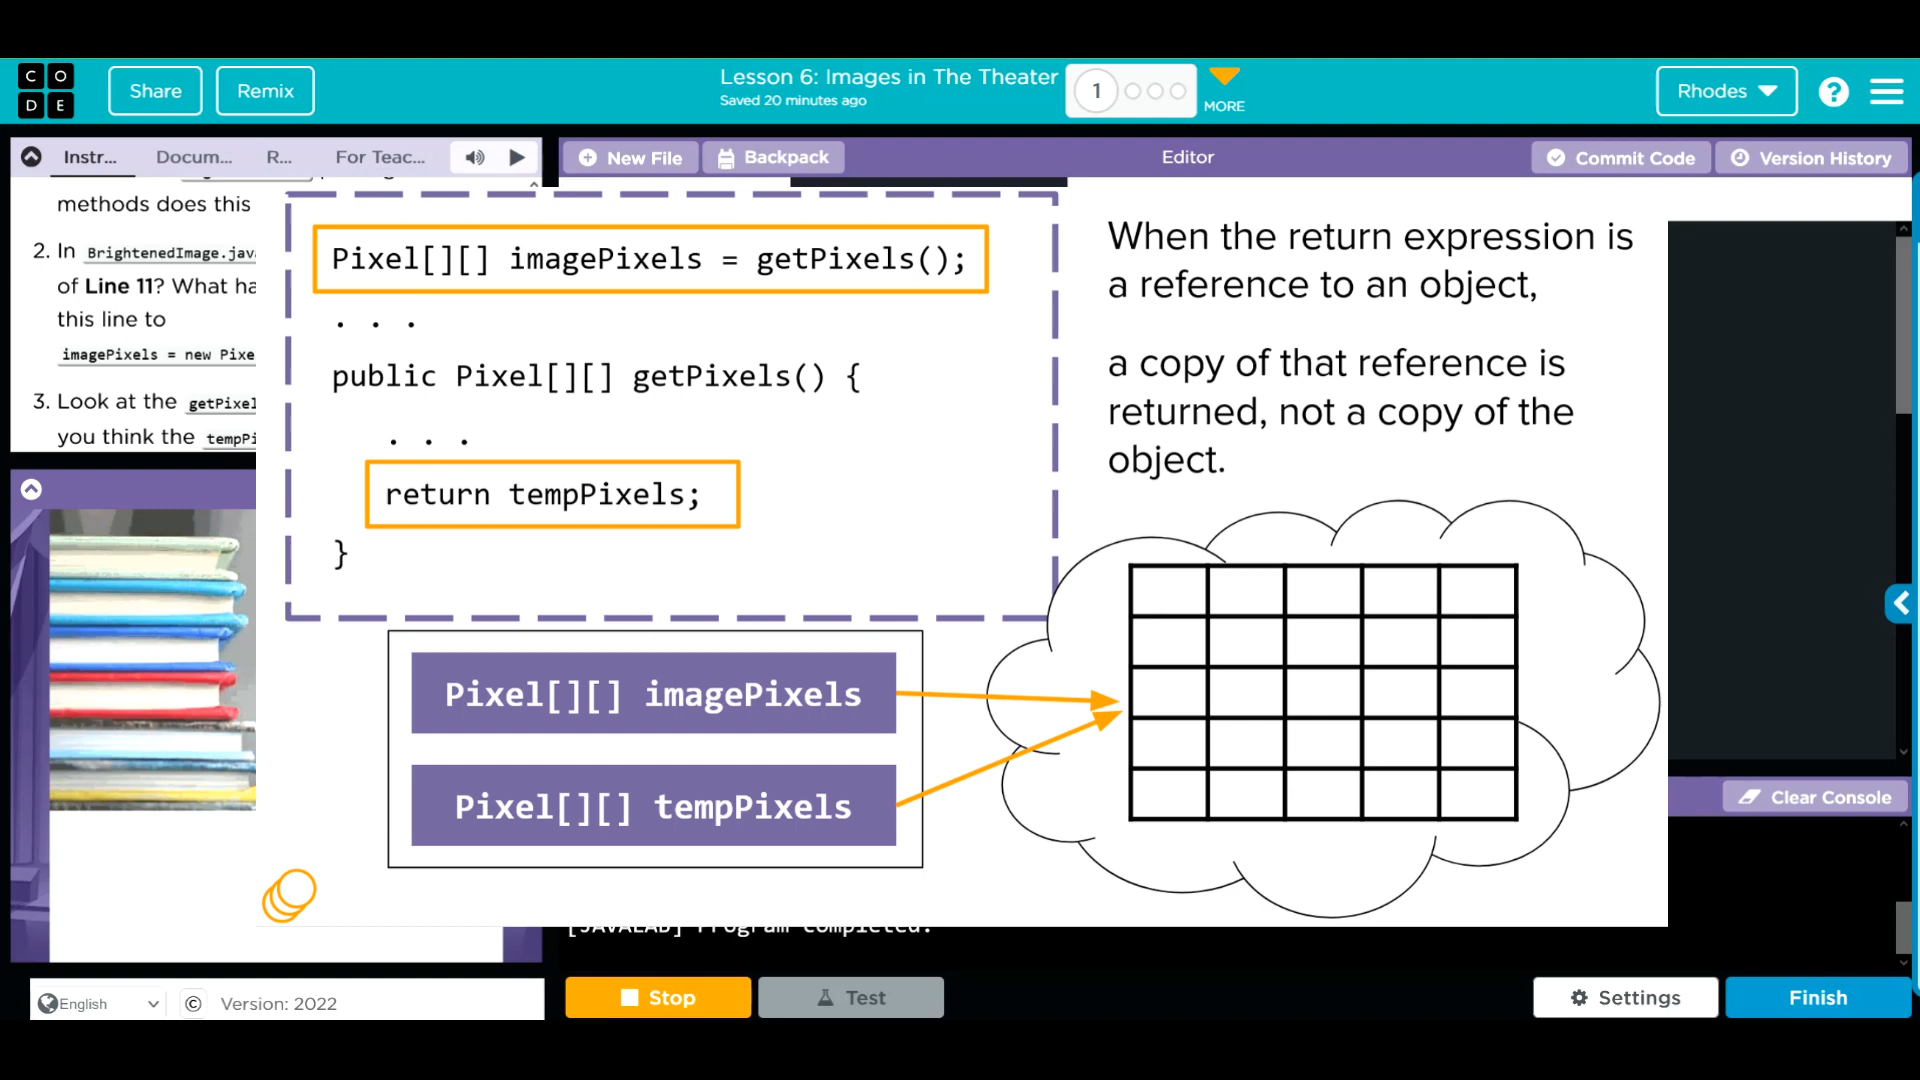 CODE
Share
Remix
Lesson 6: Images in The Theater
Saved 20 minutes ago
1
MORE
Rhodes
?
Instr...
Docum...
R...
For Teac...
New File
Backpack
Editor
Commit Code
Version History
methods does this
2. In BrightenedImage.jav
of Line 11? What ha
this line to
imagePixels = new Pixe
3. Look at the getPixel
you think the tempPi
Pixel[][] imagePixels = getPixels();
. . .
public Pixel[][] getPixels() {
. . .
return tempPixels;
}
When the return expression is
a reference to an object,
a copy of that reference is
returned, not a copy of the
object.
Pixel[][] imagePixels
Pixel[][] tempPixels
Clear Console
[JAVALAB] Program completed.
English
© Version: 2022
Stop
Test
Settings
Finish